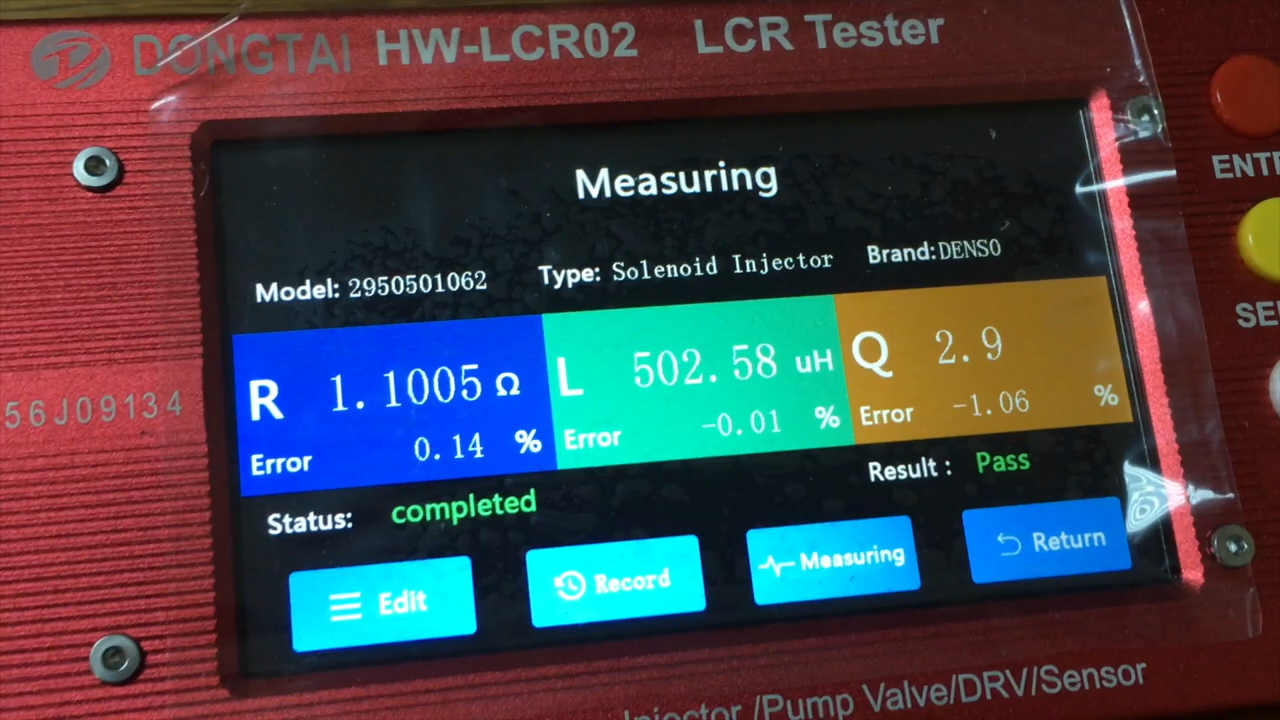 DONGTAI HW-LCR02 LCR Tester
Measuring
Model: 2950501062 Type: Solenoid Injector Brand:DENSO
R 1.1005 Ω L 502.58 uH Q 2.9
Error 0.14 % Error -0.01 % Error -1.06 %
Status: completed Result : Pass
Edit Record Measuring Return
56J09134
Injector /Pump Valve/DRV/Sensor